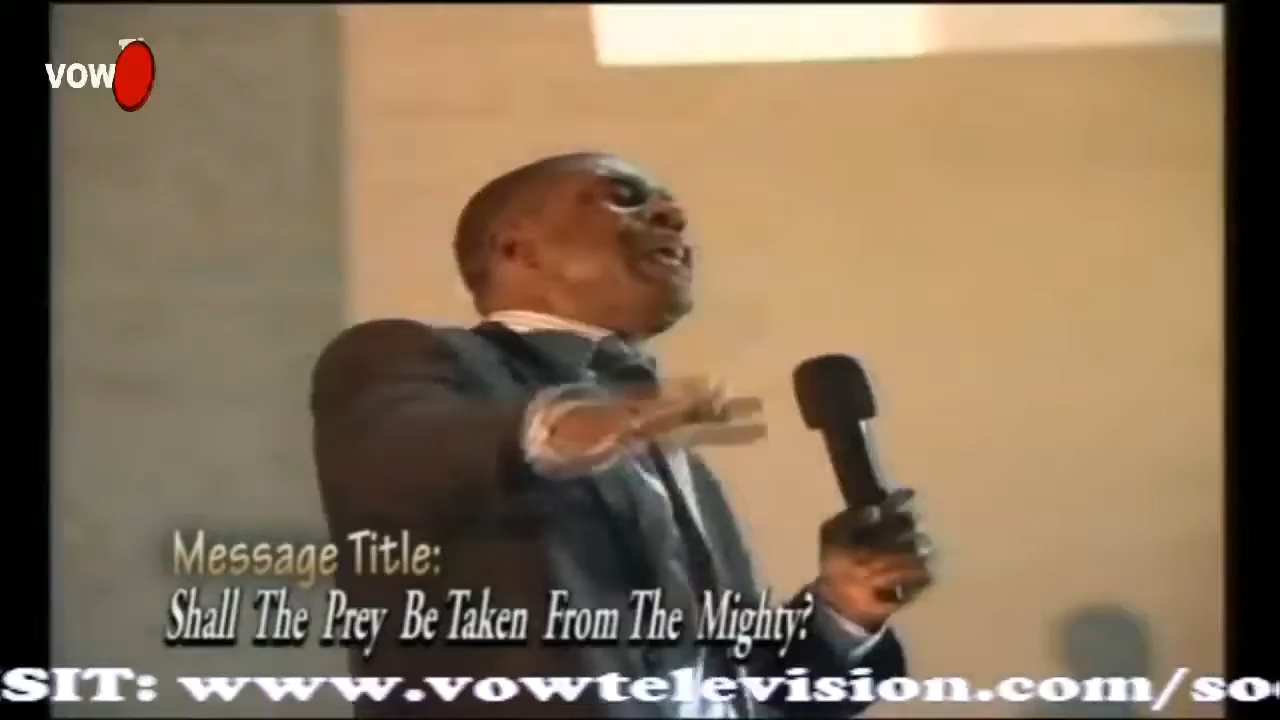 VOW
Message Title:
Shall The Prey Be Taken From The Mighty?
SIT: www.vowtelevision.com/so